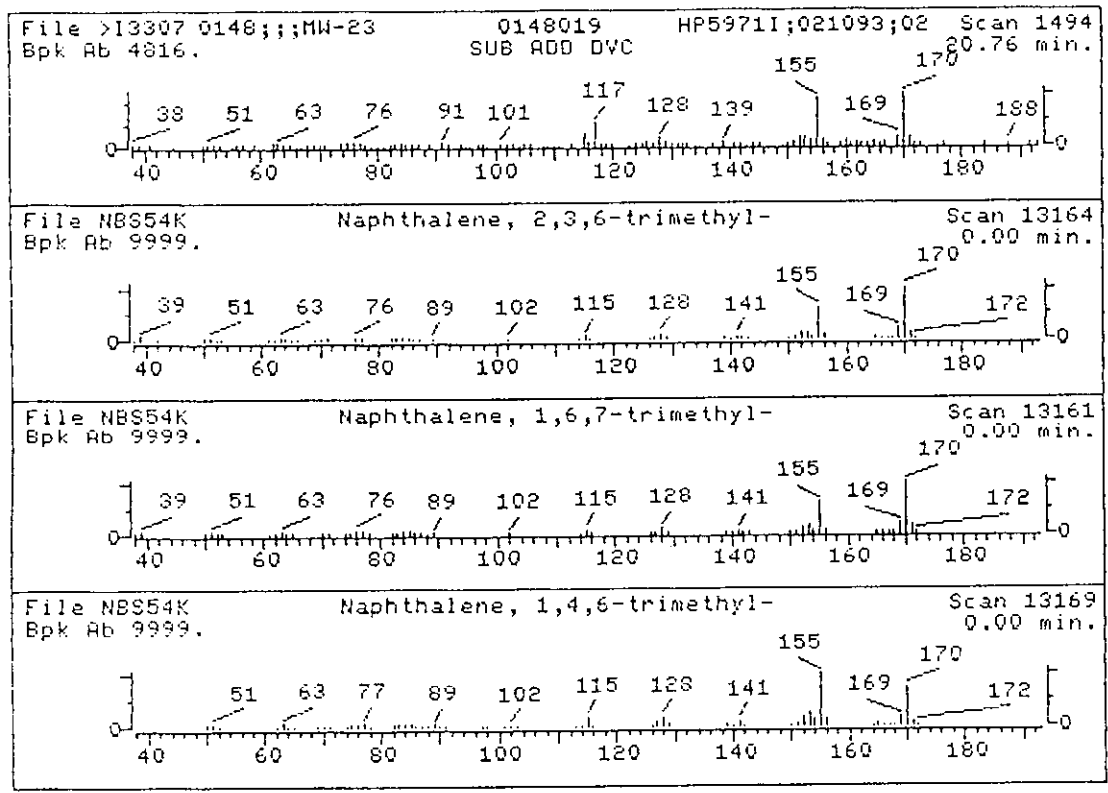 File >I3307 0148;;;MW-23 0148019 HP5971I;021093;02 Scan 1494
Bpk Ab 4816. SUB ADD DVC 20.76 min.
38 51 63 76 91 101 117 128 139 155 169 170 188
0 0
40 60 80 100 120 140 160 180
File NBS54K Naphthalene, 2,3,6-trimethyl- Scan 13164
Bpk Ab 9999. 0.00 min.
39 51 63 76 89 102 115 128 141 155 169 170 172
0 0
40 60 80 100 120 140 160 180
File NBS54K Naphthalene, 1,6,7-trimethyl- Scan 13161
Bpk Ab 9999. 0.00 min.
39 51 63 76 89 102 115 128 141 155 169 170 172
0 0
40 60 80 100 120 140 160 180
File NBS54K Naphthalene, 1,4,6-trimethyl- Scan 13169
Bpk Ab 9999. 0.00 min.
51 63 77 89 102 115 128 141 155 169 170 172
0 0
40 60 80 100 120 140 160 180